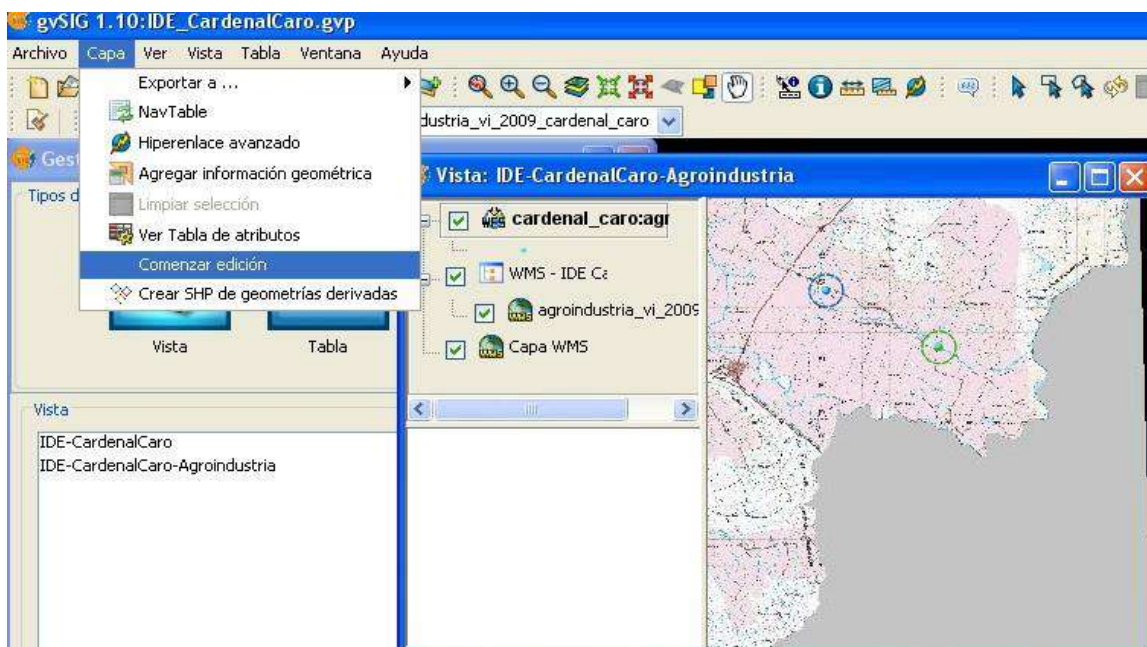 gvSIG 1.10:IDE_CardenalCaro.gvp
Archivo Capa Ver Vista Tabla Ventana Ayuda
Exportar a ...
NavTable
Hiperenlace avanzado
Agregar información geométrica
Limpiar selección
Ver Tabla de atributos
Comenzar edición
Crear SHP de geometrías derivadas
dustria_vi_2009_cardenal_caro
Gest
Tipos d
Vista Tabla
Vista
IDE-CardenalCaro
IDE-CardenalCaro-Agroindustria
Vista: IDE-CardenalCaro-Agroindustria
cardenal_caro:agr
WMS - IDE Ca
agroindustria_vi_2009
Capa WMS